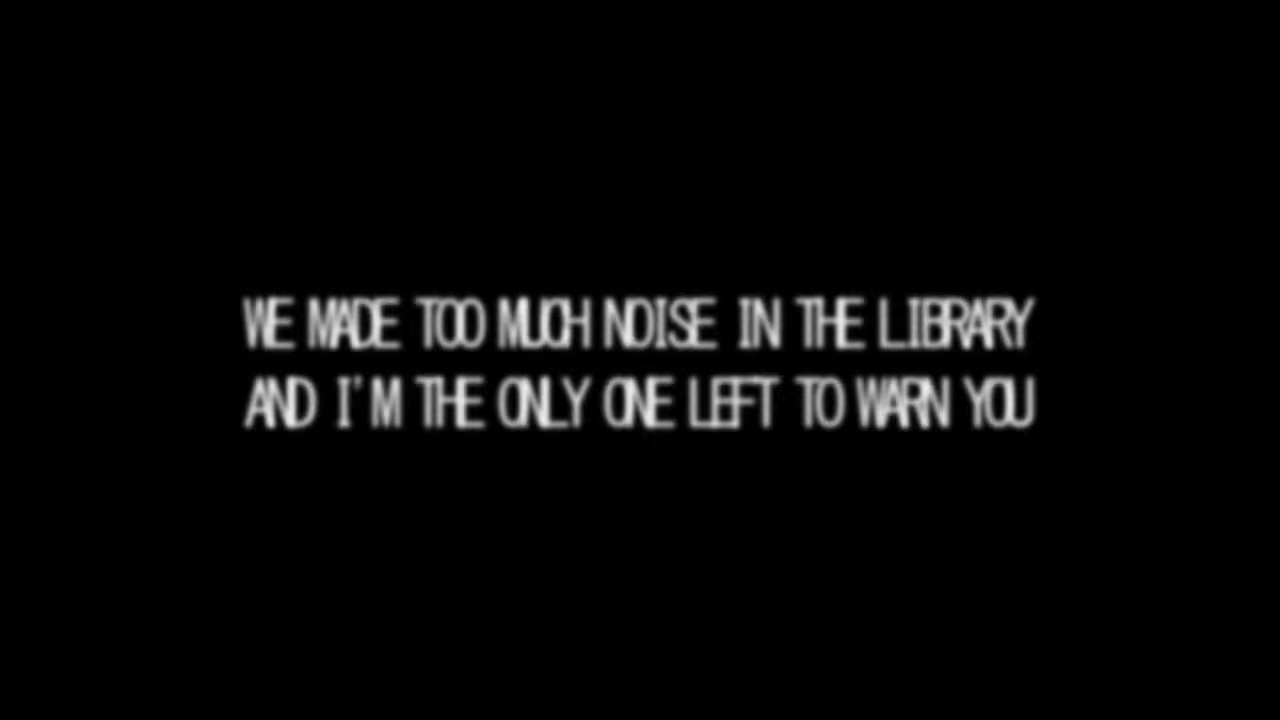 WE MADE TOO MUCH NOISE IN THE LIBRARY
AND I'M THE ONLY ONE LEFT TO WARN YOU